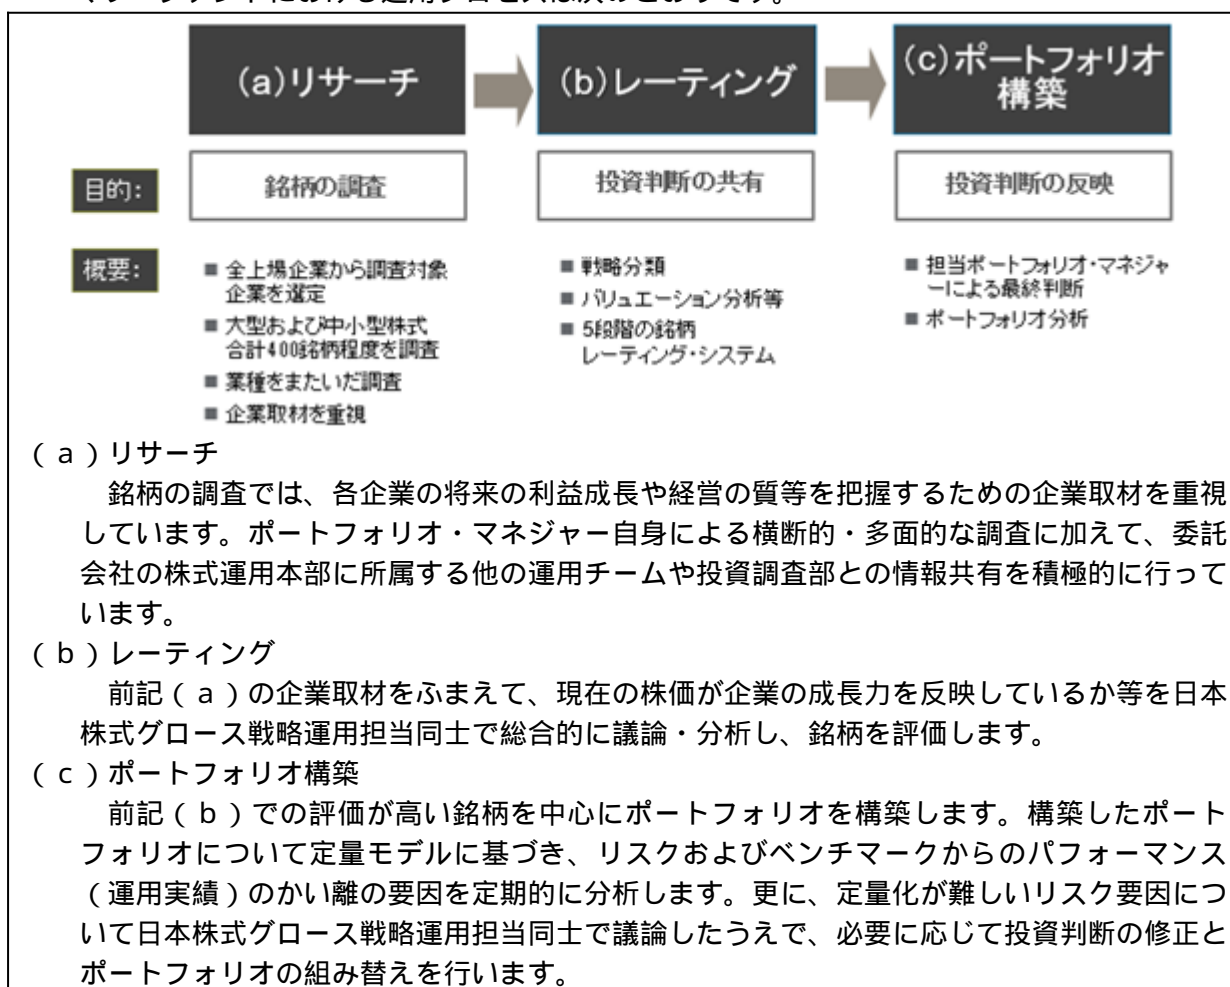 (a)リサーチ
(b)レーティング
(c)ポートフォリオ
構築
目的:
銘柄の調査
投資判断の共有
投資判断の反映
概要:
■ 全上場企業から調査対象
企業を選定
■ 大型および中小型株式
合計400銘柄程度を調査
■ 業種をまたいだ調査
■ 企業取材を重視
■ 戦略分類
■ バリュエーション分析等
■ 5段階の銘柄
レーティング・システム
■ 担当ポートフォリオ・マネジャ
ーによる最終判断
■ ポートフォリオ分析
(a)リサーチ
銘柄の調査では、各企業の将来の利益成長や経営の質等を把握するための企業取材を重視
しています。ポートフォリオ・マネジャー自身による横断的・多面的な調査に加えて、委託
会社の株式運用本部に所属する他の運用チームや投資調査部との情報共有を積極的に行って
います。
(b)レーティング
前記(a)の企業取材をふまえて、現在の株価が企業の成長力を反映しているか等を日本
株式グロース戦略運用担当同士で総合的に議論・分析し、銘柄を評価します。
(c)ポートフォリオ構築
前記(b)での評価が高い銘柄を中心にポートフォリオを構築します。構築したポート
フォリオについて定量モデルに基づき、リスクおよびベンチマークからのパフォーマンス
(運用実績)のかい離の要因を定期的に分析します。更に、定量化が難しいリスク要因につ
いて日本株式グロース戦略運用担当同士で議論したうえで、必要に応じて投資判断の修正と
ポートフォリオの組み替えを行います。